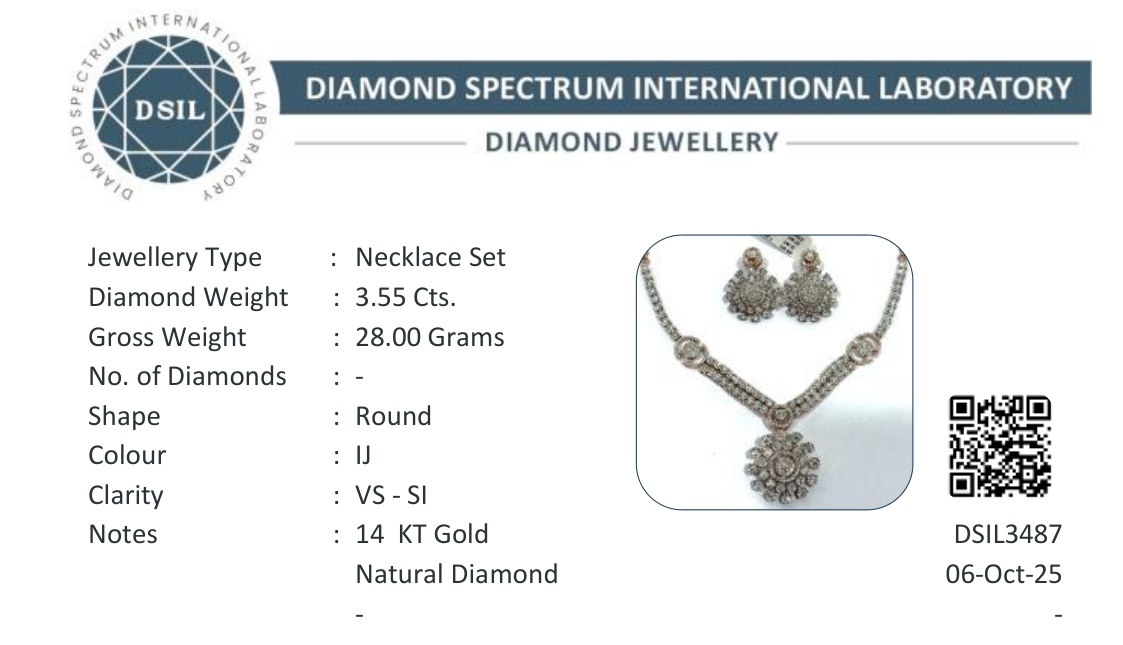 DIAMOND SPECTRUM INTERNATIONAL LABORATORY
DSIL
DIAMOND SPECTRUM INTERNATIONAL LABORATORY
DIAMOND JEWELLERY
Jewellery Type : Necklace Set
Diamond Weight : 3.55 Cts.
Gross Weight : 28.00 Grams
No. of Diamonds : -
Shape : Round
Colour : IJ
Clarity : VS - SI
Notes : 14 KT Gold
Natural Diamond
-
DSIL3487
06-Oct-25
-